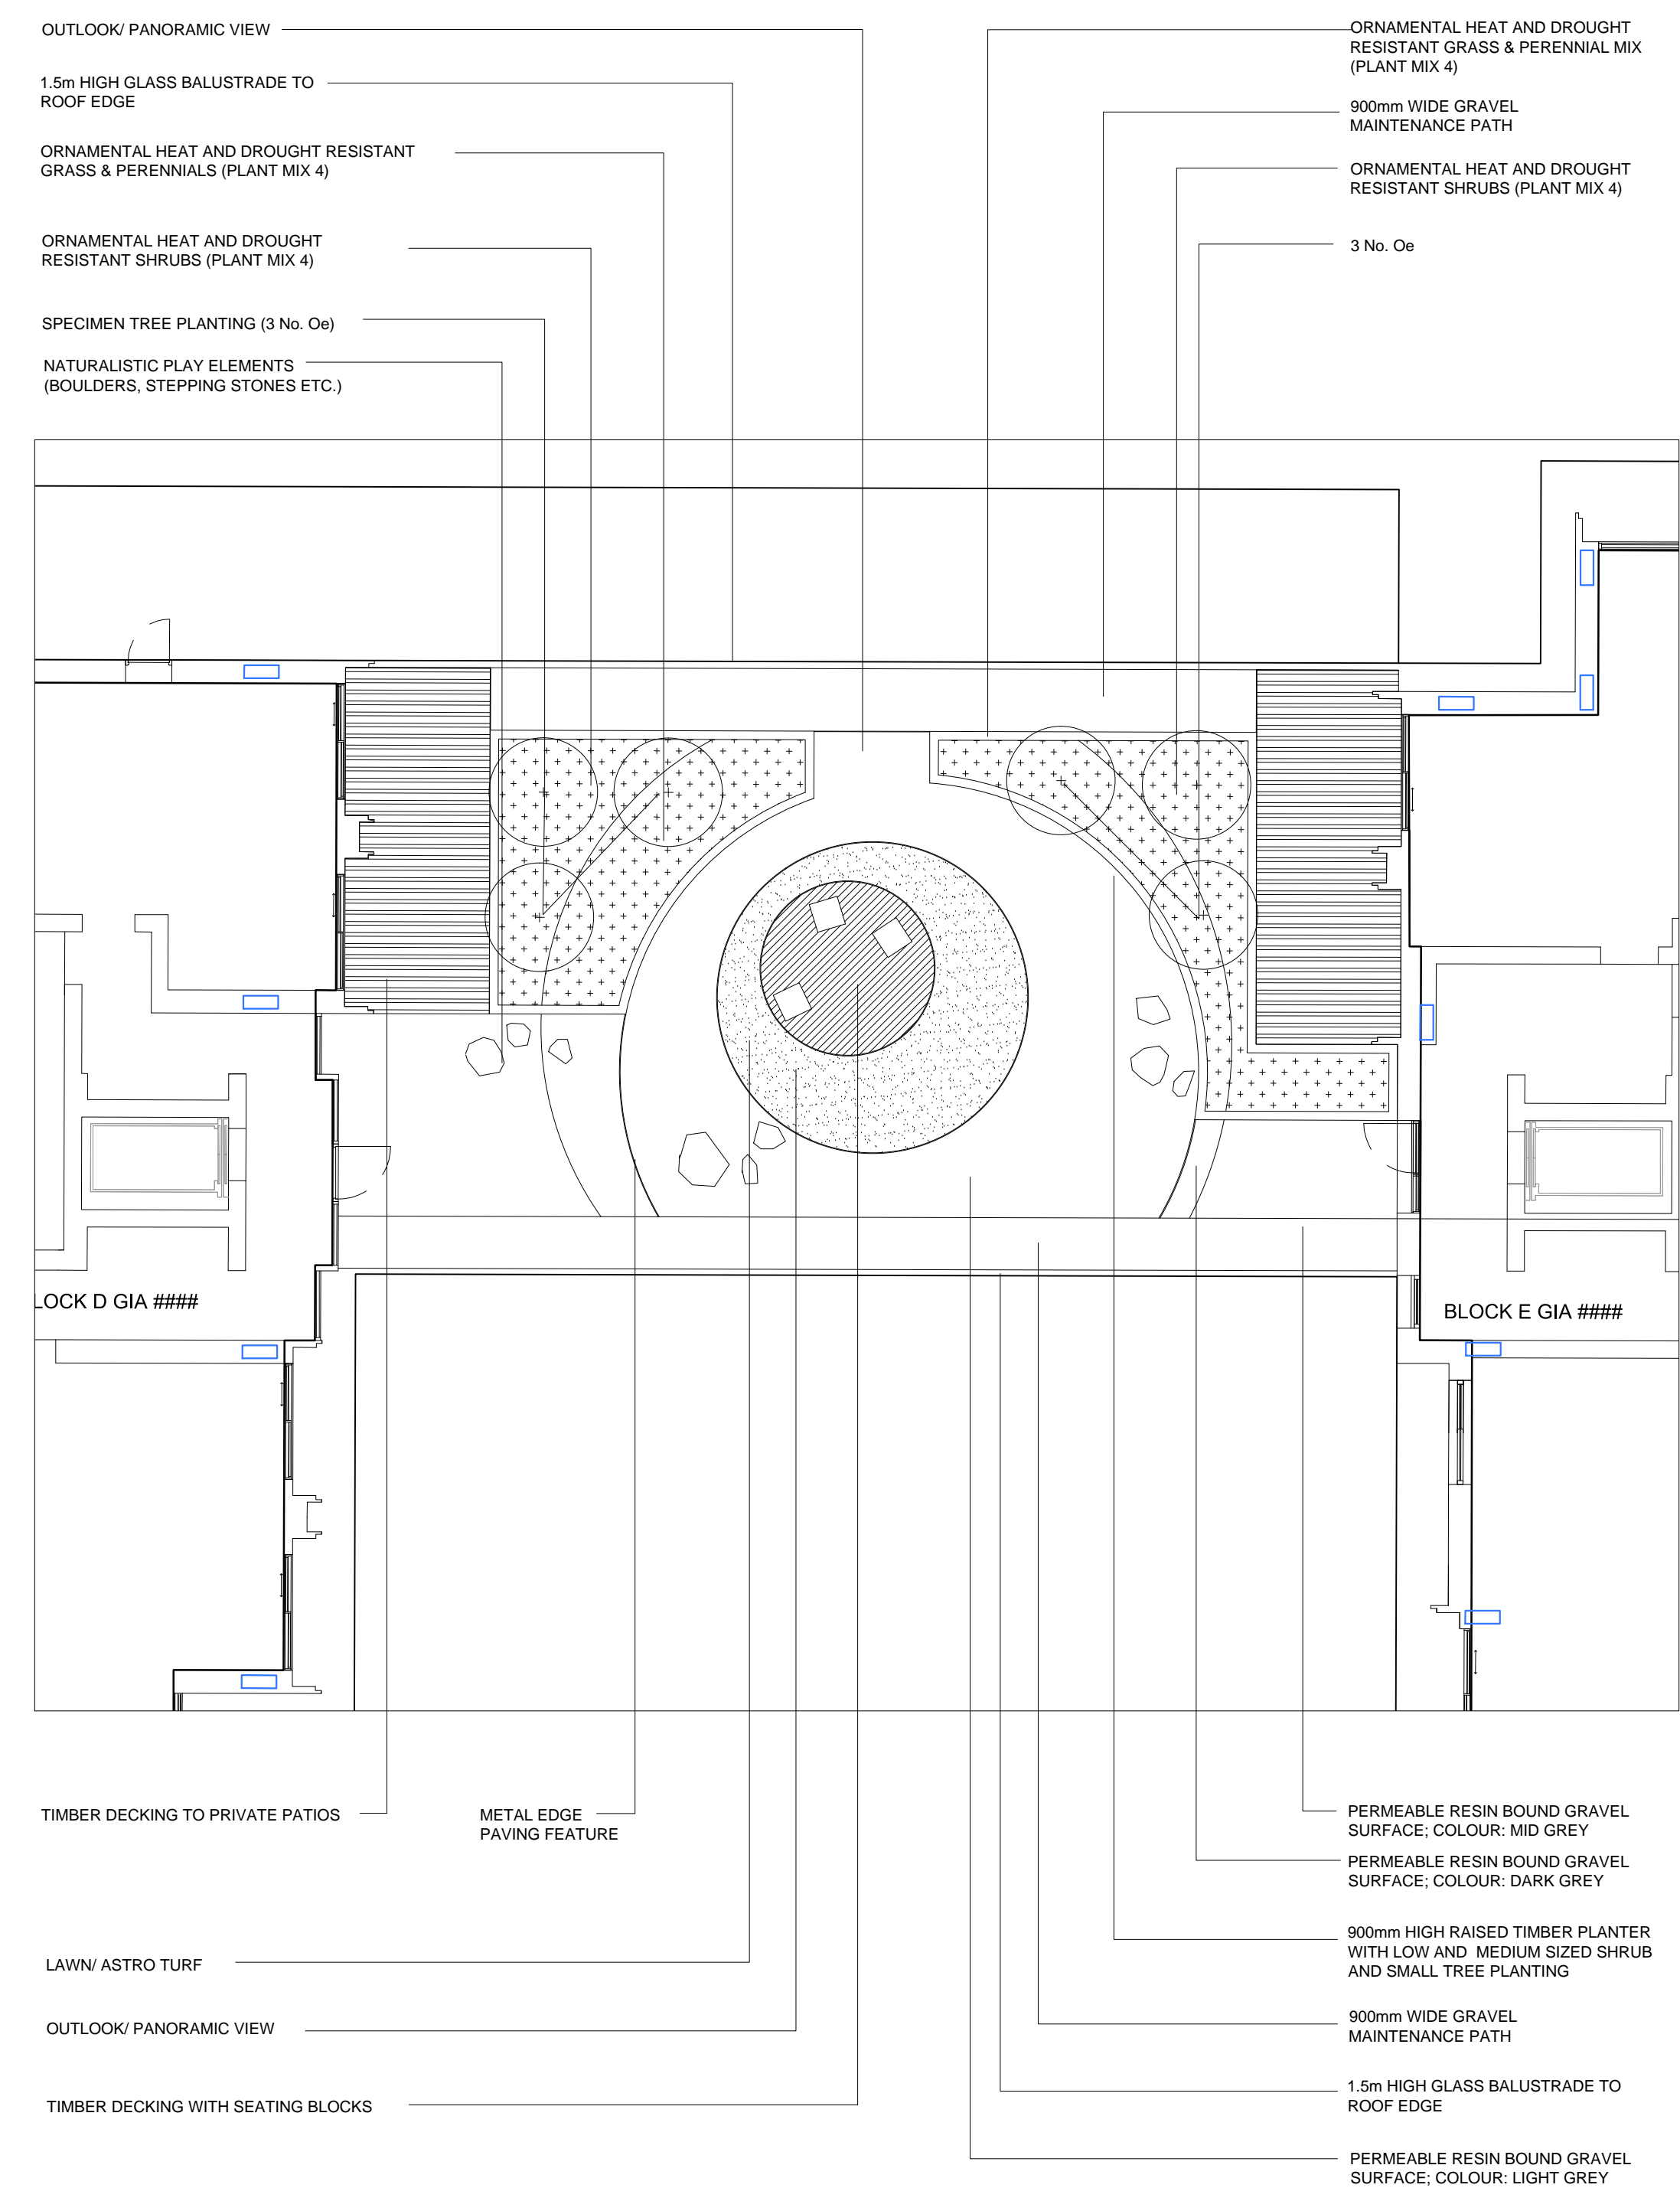 OUTLOOK/ PANORAMIC VIEW
1.5m HIGH GLASS BALUSTRADE TO
ROOF EDGE
ORNAMENTAL HEAT AND DROUGHT RESISTANT
GRASS & PERENNIALS (PLANT MIX 4)
ORNAMENTAL HEAT AND DROUGHT
RESISTANT SHRUBS (PLANT MIX 4)
SPECIMEN TREE PLANTING (3 No. Oe)
NATURALISTIC PLAY ELEMENTS
(BOULDERS, STEPPING STONES ETC.)
ORNAMENTAL HEAT AND DROUGHT
RESISTANT GRASS & PERENNIAL MIX
(PLANT MIX 4)
900mm WIDE GRAVEL
MAINTENANCE PATH
ORNAMENTAL HEAT AND DROUGHT
RESISTANT SHRUBS (PLANT MIX 4)
3 No. Oe
LOCK D GIA ####
BLOCK E GIA ####
TIMBER DECKING TO PRIVATE PATIOS
METAL EDGE
PAVING FEATURE
LAWN/ ASTRO TURF
OUTLOOK/ PANORAMIC VIEW
TIMBER DECKING WITH SEATING BLOCKS
PERMEABLE RESIN BOUND GRAVEL
SURFACE; COLOUR: MID GREY
PERMEABLE RESIN BOUND GRAVEL
SURFACE; COLOUR: DARK GREY
900mm HIGH RAISED TIMBER PLANTER
WITH LOW AND MEDIUM SIZED SHRUB
AND SMALL TREE PLANTING
900mm WIDE GRAVEL
MAINTENANCE PATH
1.5m HIGH GLASS BALUSTRADE TO
ROOF EDGE
PERMEABLE RESIN BOUND GRAVEL
SURFACE; COLOUR: LIGHT GREY